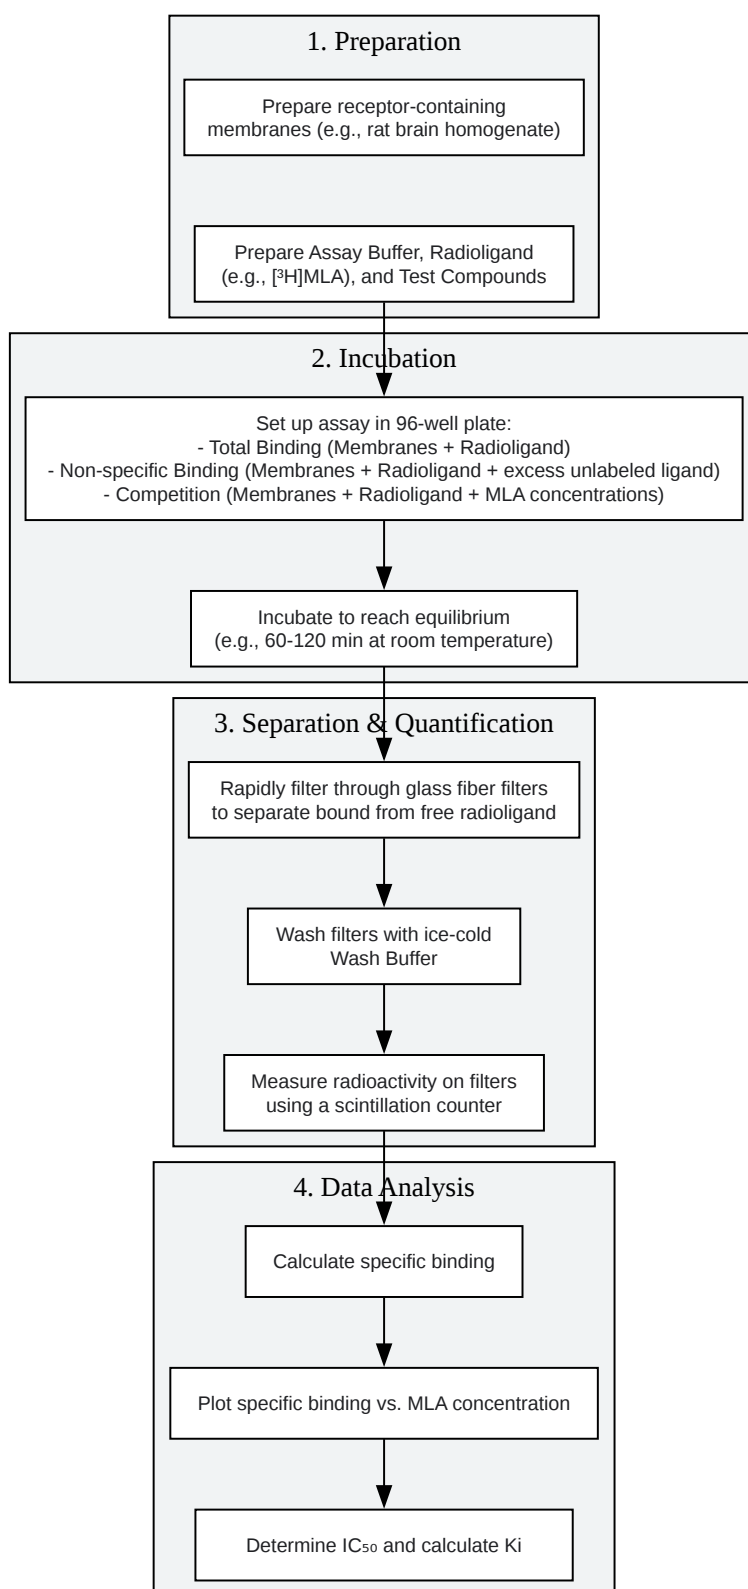 1. Preparation
Prepare receptor-containing
membranes (e.g., rat brain homogenate)
Prepare Assay Buffer, Radioligand
(e.g., [³H]MLA), and Test Compounds
2. Incubation
Set up assay in 96-well plate:
- Total Binding (Membranes + Radioligand)
- Non-specific Binding (Membranes + Radioligand + excess unlabeled ligand)
- Competition (Membranes + Radioligand + MLA concentrations)
Incubate to reach equilibrium
(e.g., 60-120 min at room temperature)
3. Separation & Quantification
Rapidly filter through glass fiber filters
to separate bound from free radioligand
Wash filters with ice-cold
Wash Buffer
Measure radioactivity on filters
using a scintillation counter
4. Data Analysis
Calculate specific binding
Plot specific binding vs. MLA concentration
Determine IC₅₀ and calculate Ki